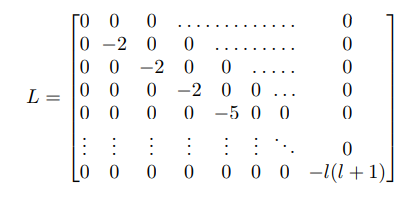 0 0 0 .............. 0
0 −2 0 0 ......... 0
0 0 −2 0 0 ..... 0
L = 0 0 0 −2 0 0 ... 0
0 0 0 0 −5 0 0 0
⋮ ⋮ ⋮ ⋮ ⋮ ⋮ ⋱ 0
0 0 0 0 0 0 0 −l(l + 1)